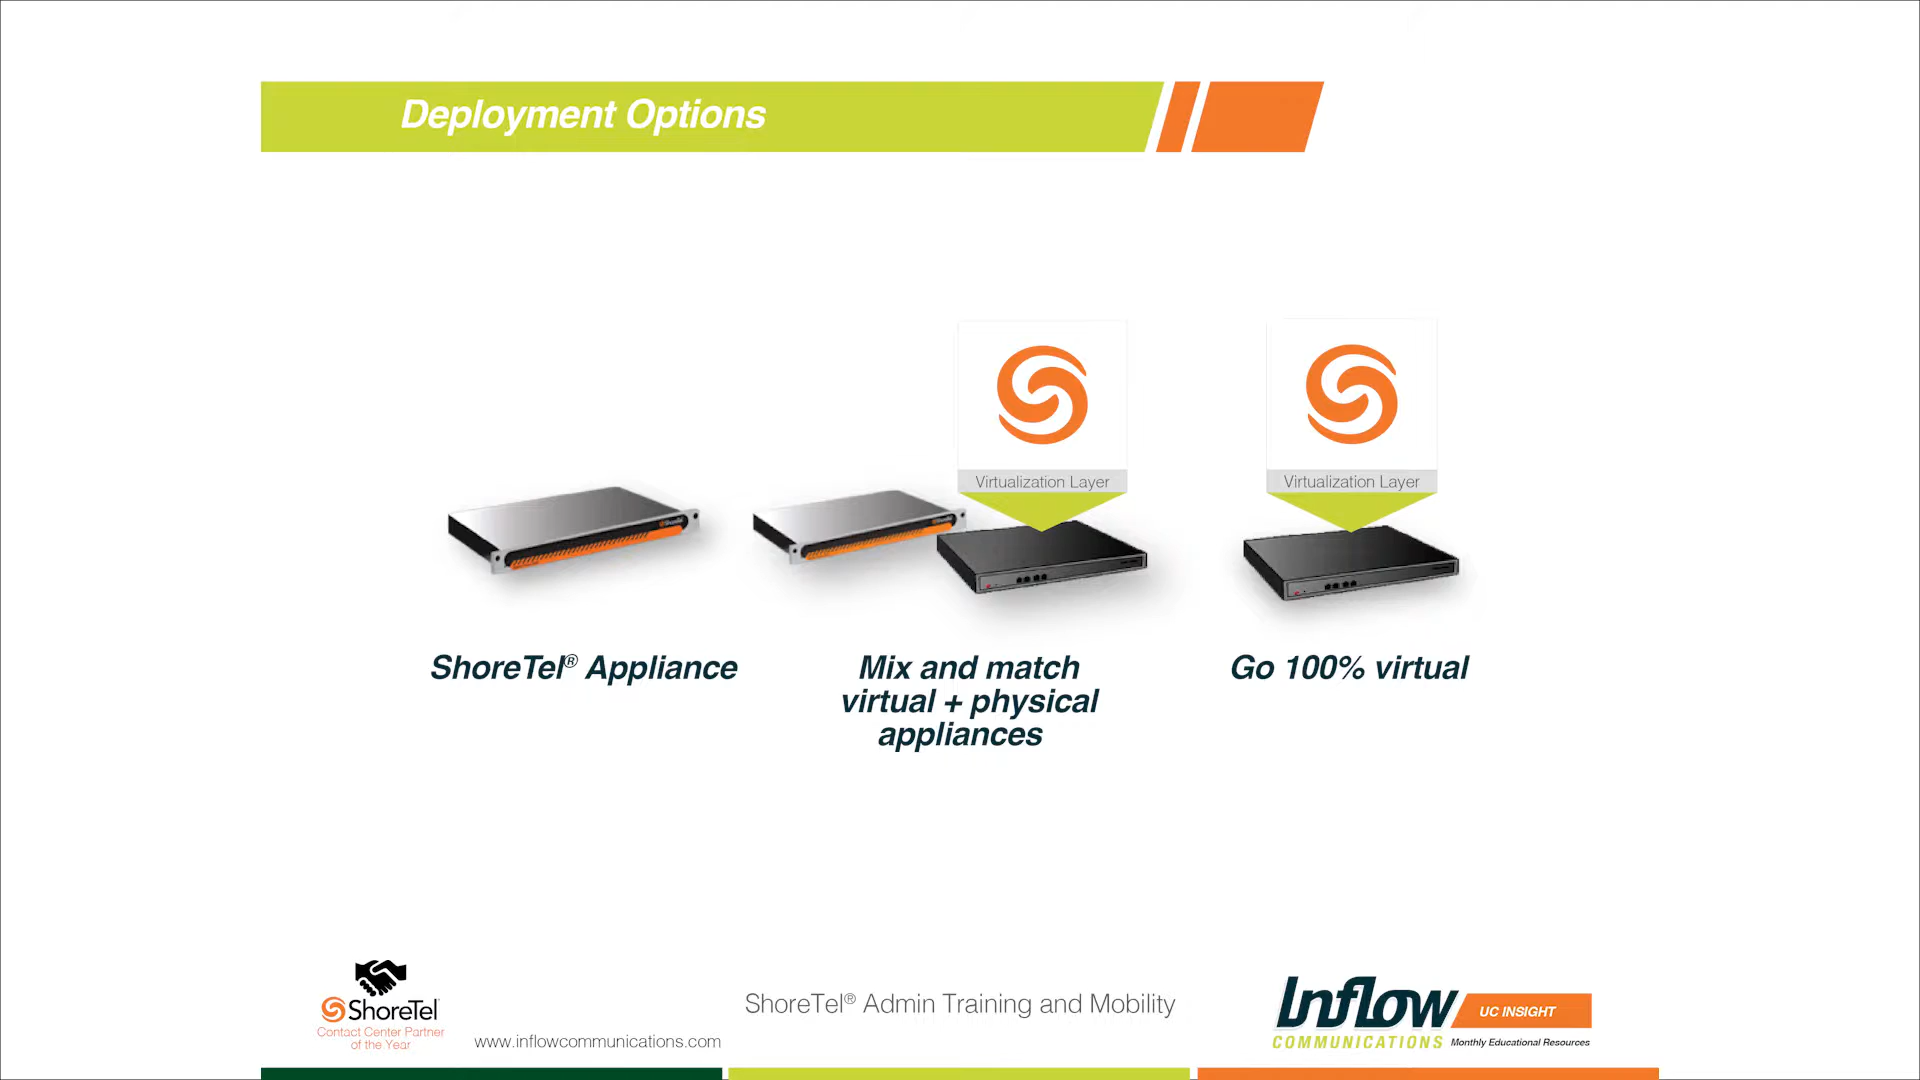 Deployment Options
Virtualization Layer
Virtualization Layer
ShoreTel
ShoreTel® Appliance
Mix and match
virtual + physical
appliances
Go 100% virtual
ShoreTel
Contact Center Partner
of the Year
www.inflowcommunications.com
ShoreTel® Admin Training and Mobility
Inflow
COMMUNICATIONS
UC INSIGHT
Monthly Educational Resources